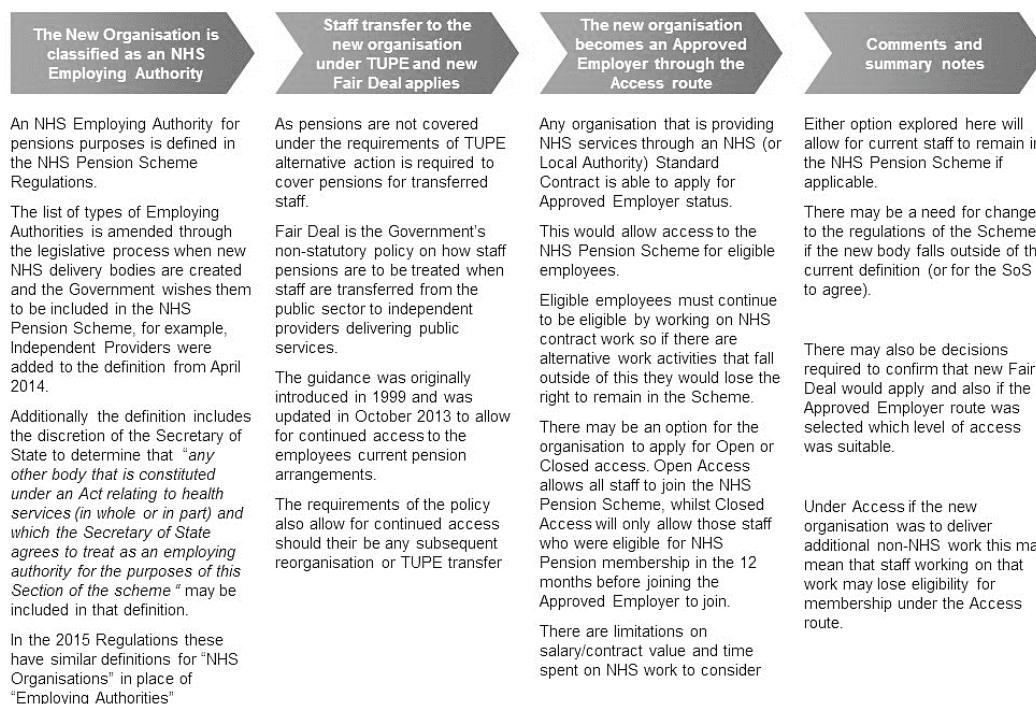 The New Organisation is
classified as an NHS
Employing Authority
An NHS Employing Authority for
pensions purposes is defined in
the NHS Pension Scheme
Regulations.
The list of types of Employing
Authorities is amended through
the legislative process when new
NHS delivery bodies are created
and the Government wishes them
to be included in the NHS
Pension Scheme, for example,
Independent Providers were
added to the definition from April
2014.
Additionally the definition includes
the discretion of the Secretary of
State to determine that “any
other body that is constituted
under an Act relating to health
services (in whole or in part) and
which the Secretary of State
agrees to treat as an employing
authority for the purposes of this
Section of the scheme “ may be
included in that definition.
In the 2015 Regulations these
have similar definitions for “NHS
Organisations” in place of
“Employing Authorities”
Staff transfer to the
new organisation
under TUPE and new
Fair Deal applies
As pensions are not covered
under the requirements of TUPE
alternative action is required to
cover pensions for transferred
staff.
Fair Deal is the Government’s
non-statutory policy on how staff
pensions are to be treated when
staff are transferred from the
public sector to independent
providers delivering public
services.
The guidance was originally
introduced in 1999 and was
updated in October 2013 to allow
for continued access to the
employees current pension
arrangements.
The requirements of the policy
also allow for continued access
should their be any subsequent
reorganisation or TUPE transfer
The new organisation
becomes an Approved
Employer through the
Access route
Any organisation that is providing
NHS services through an NHS (or
Local Authority) Standard
Contract is able to apply for
Approved Employer status.
This would allow access to the
NHS Pension Scheme for eligible
employees.
Eligible employees must continue
to be eligible by working on NHS
contract work so if there are
alternative work activities that fall
outside of this they would lose the
right to remain in the Scheme.
There may be an option for the
organisation to apply for Open or
Closed access. Open Access
allows all staff to join the NHS
Pension Scheme, whilst Closed
Access will only allow those staff
who were eligible for NHS
Pension membership in the 12
months before joining the
Approved Employer to join.
There are limitations on
salary/contract value and time
spent on NHS work to consider
Comments and
summary notes
Either option explored here will
allow for current staff to remain
the NHS Pension Scheme if
applicable.
There may be a need for change
to the regulations of the Scheme
if the new body falls outside of
current definition (or for the SoS
to agree).
There may also be decisions
required to confirm that new Fair
Deal would apply and also if the
Approved Employer route was
selected which level of access
was suitable.
Under Access if the new
organisation was to deliver
additional non-NHS work this
mean that staff working on that
work may lose eligibility for
membership under the Access
route.